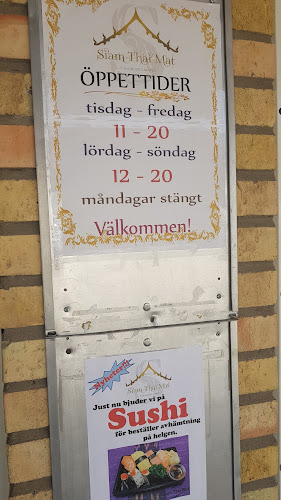 Siam Thai Mat
ÖPPETTIDER
tisdag - fredag
11 - 20
lördag - söndag
12 - 20
måndagar stängt
Välkommen!
Nyheter!
Siam Thai Mat
Just nu bjuder vi på
Sushi
för beställer avhämtning
på helgen.